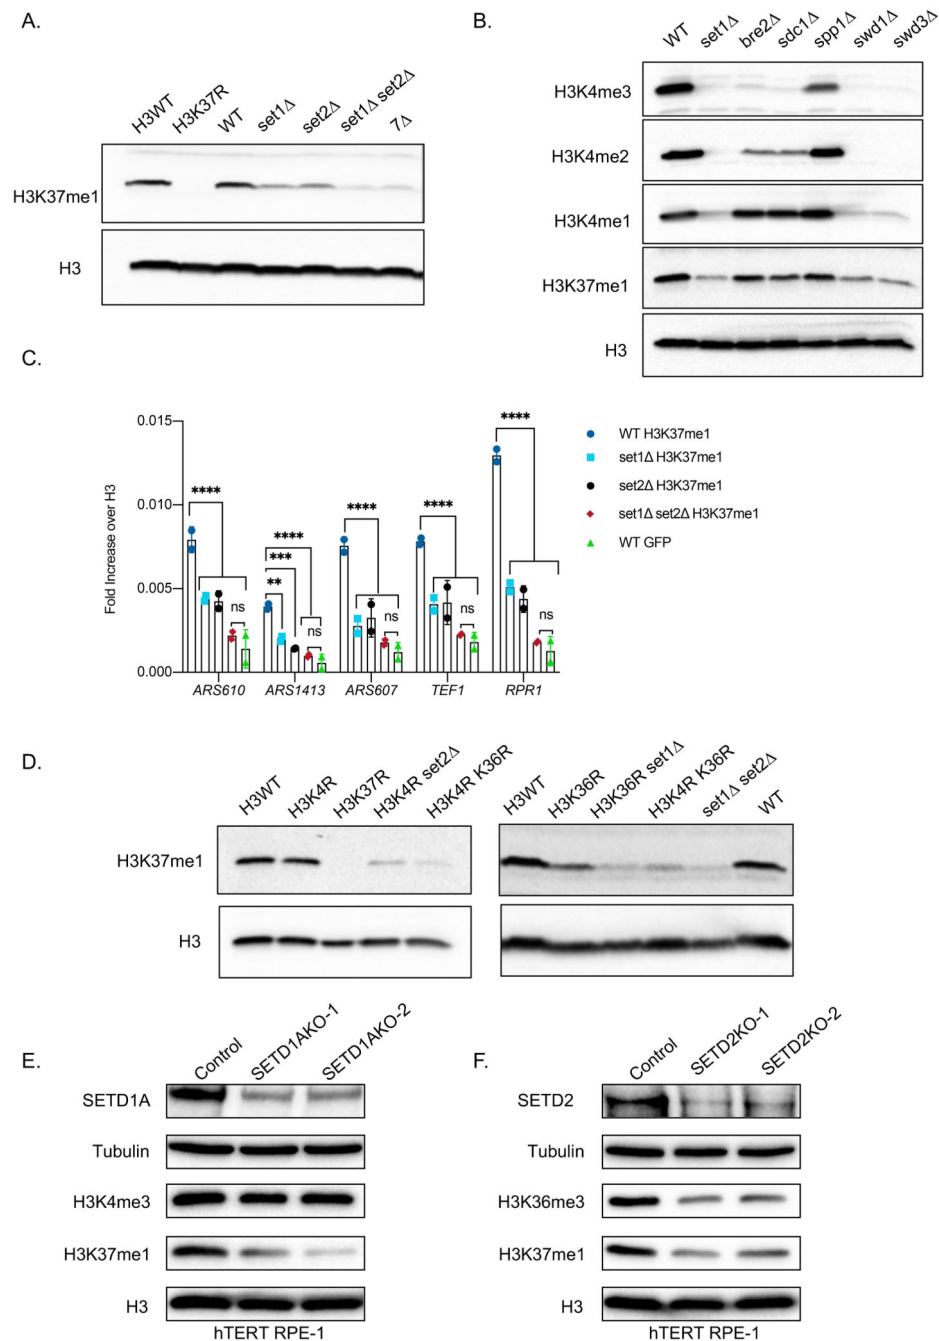 A.
H3WT H3K37R WT set1Δ set2Δ set1Δ set2Δ 7Δ
H3K37me1
H3
B.
WT set1Δ bre2Δ sdc1Δ spp1Δ swd1Δ swd3Δ
H3K4me3
H3K4me2
H3K4me1
H3K37me1
H3
C.
Fold Increase over H3
0.015
0.010
0.005
0.000
**** ** *** **** **** **** ****
ns ns ns ns ns
ARS610 ARS1413 ARS607 TEF1 RPR1
WT H3K37me1
set1Δ H3K37me1
set2Δ H3K37me1
set1Δ set2Δ H3K37me1
WT GFP
D.
H3WT H3K4R H3K37R H3K4R set2Δ H3K4R K36R
H3WT H3K36R H3K36R set1Δ H3K4R K36R set1Δ set2Δ WT
H3K37me1
H3
E.
Control SETD1AKO-1 SETD1AKO-2
SETD1A
Tubulin
H3K4me3
H3K37me1
H3
hTERT RPE-1
F.
Control SETD2KO-1 SETD2KO-2
SETD2
Tubulin
H3K36me3
H3K37me1
H3
hTERT RPE-1